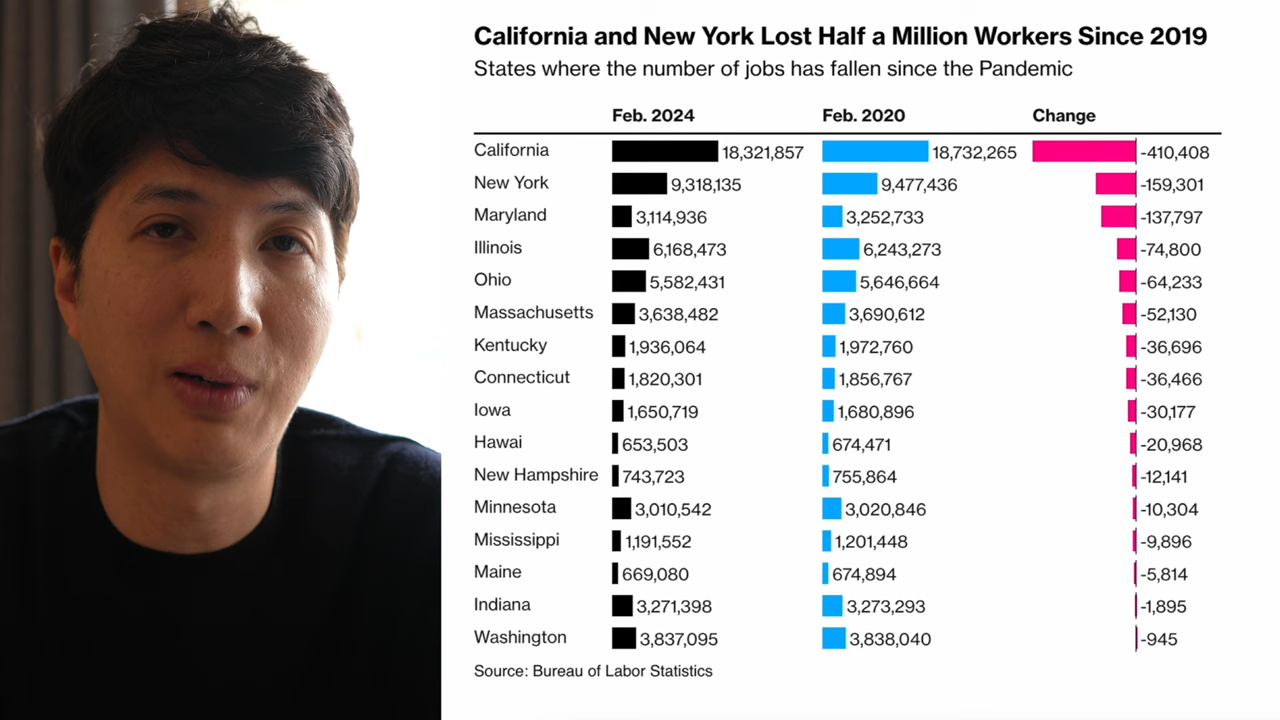 California and New York Lost Half a Million Workers Since 2019
States where the number of jobs has fallen since the Pandemic
Feb. 2024 Feb. 2020 Change
California 18,321,857 18,732,265 -410,408
New York 9,318,135 9,477,436 -159,301
Maryland 3,114,936 3,252,733 -137,797
Illinois 6,168,473 6,243,273 -74,800
Ohio 5,582,431 5,646,664 -64,233
Massachusetts 3,638,482 3,690,612 -52,130
Kentucky 1,936,064 1,972,760 -36,696
Connecticut 1,820,301 1,856,767 -36,466
Iowa 1,650,719 1,680,896 -30,177
Hawai 653,503 674,471 -20,968
New Hampshire 743,723 755,864 -12,141
Minnesota 3,010,542 3,020,846 -10,304
Mississippi 1,191,552 1,201,448 -9,896
Maine 669,080 674,894 -5,814
Indiana 3,271,398 3,273,293 -1,895
Washington 3,837,095 3,838,040 -945
Source: Bureau of Labor Statistics